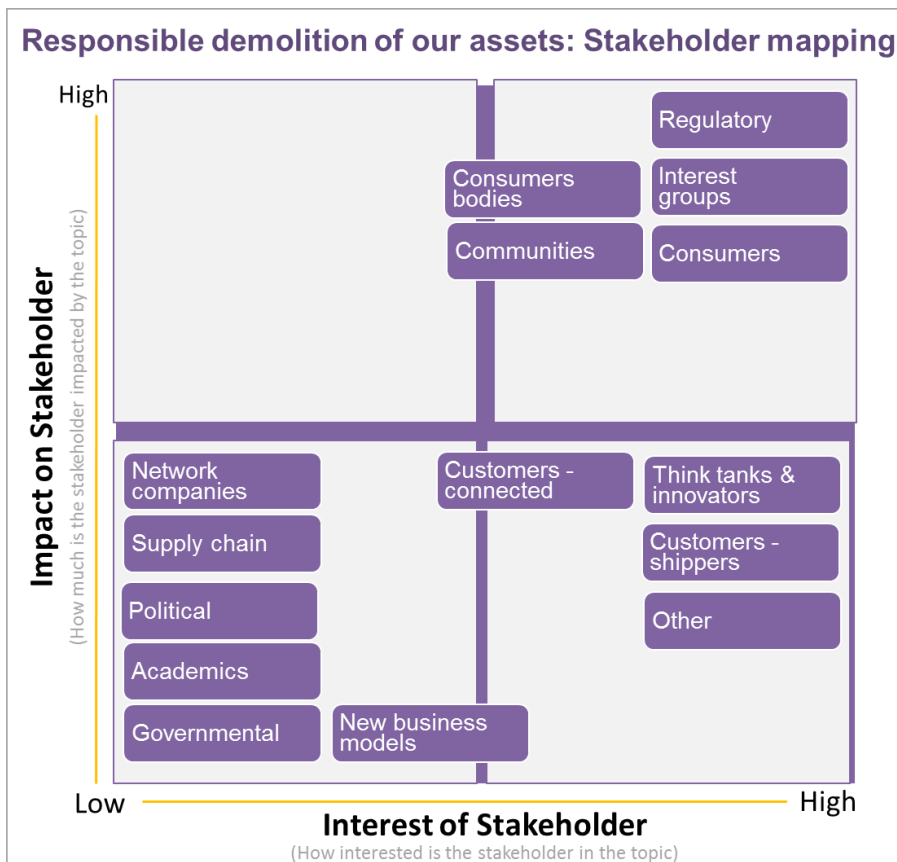 Responsible demolition of our assets: Stakeholder mapping
High
Impact on Stakeholder
(How much is the stakeholder impacted by the topic)
Regulatory
Consumers
bodies
Interest
groups
Communities
Consumers
Network
companies
Customers -
connected
Think tanks &
innovators
Supply chain
Customers -
shippers
Political
Other
Academics
Governmental
New business
models
Low
High
Interest of Stakeholder
(How interested is the stakeholder in the topic)